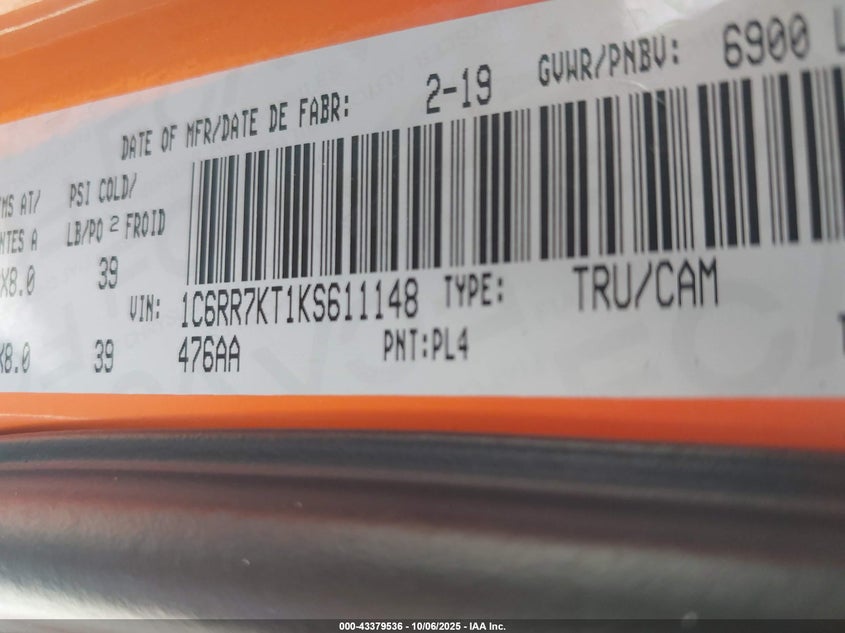 DATE OF MFR/DATE DE FABR: 2-19 GVWR/PNBV: 6900
AT/ PSI COLD/
A LB/PO 2 FROID
X8.0 39
VIN: 1C6RR7KT1KS611148 TYPE: TRU/CAM
X8.0 39 476AA PNT:PL4
000-43379536 - 10/06/2025 - IAA Inc.